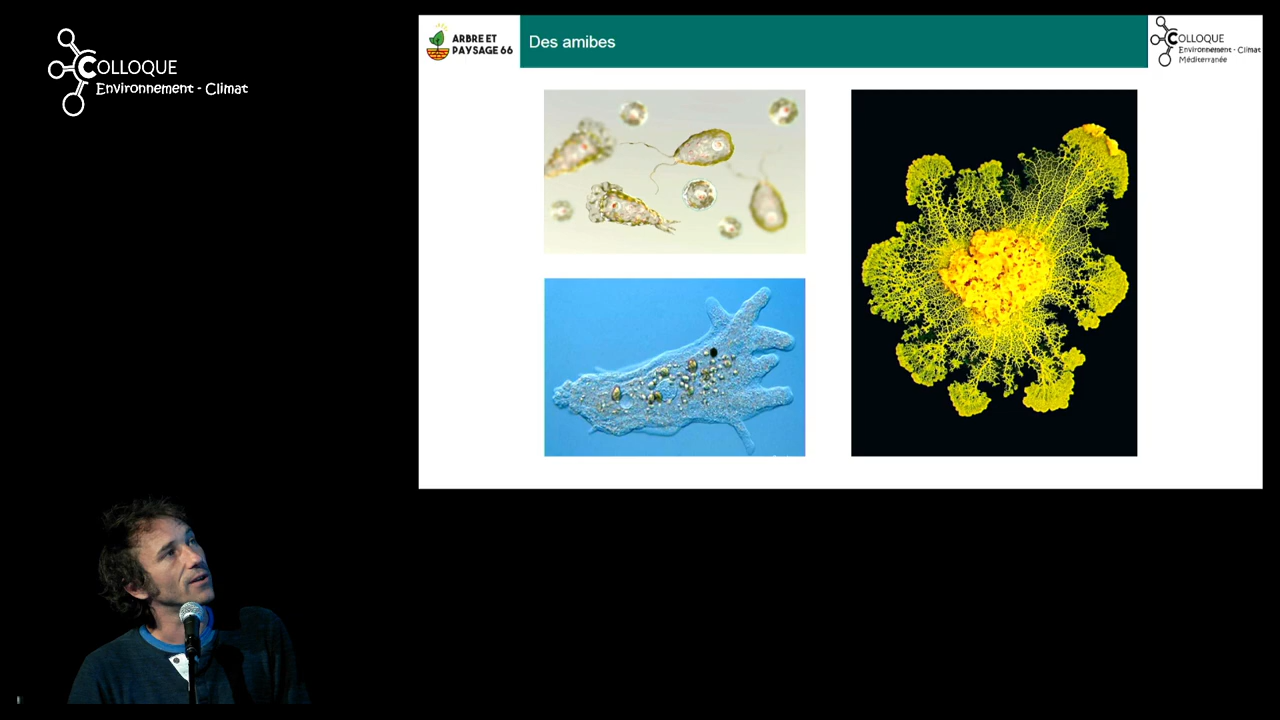 COLLOQUE
Environnement - Climat
ARBRE ET
PAYSAGE 66
Des amibes
COLLOQUE
Environnement - Climat
Méditerranée